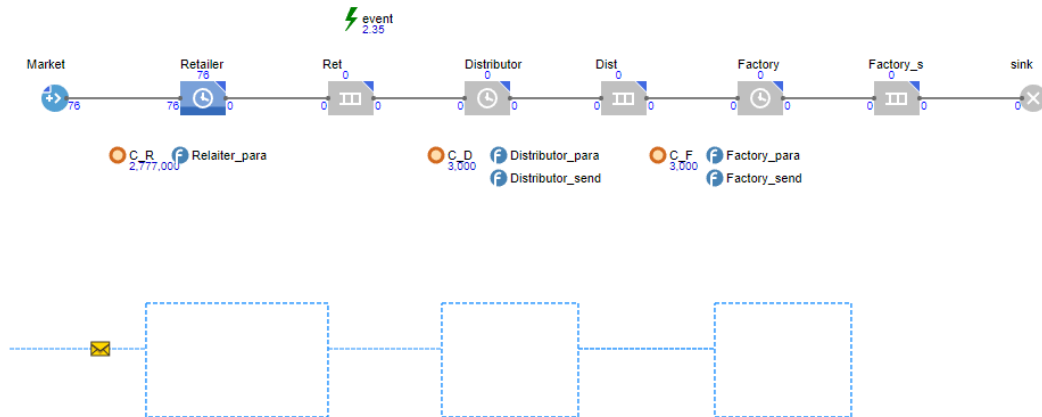 event
2.35
Market
Retailer
Ret
Distributor
Dist
Factory
Factory_s
sink
76
0
0
0
0
0
76
76
0
0
0
0
0
0
0
0
0
0
0
0
C_R
2,777,000
Relaiter_para
C_D
3,000
Distributor_para
Distributor_send
C_F
3,000
Factory_para
Factory_send